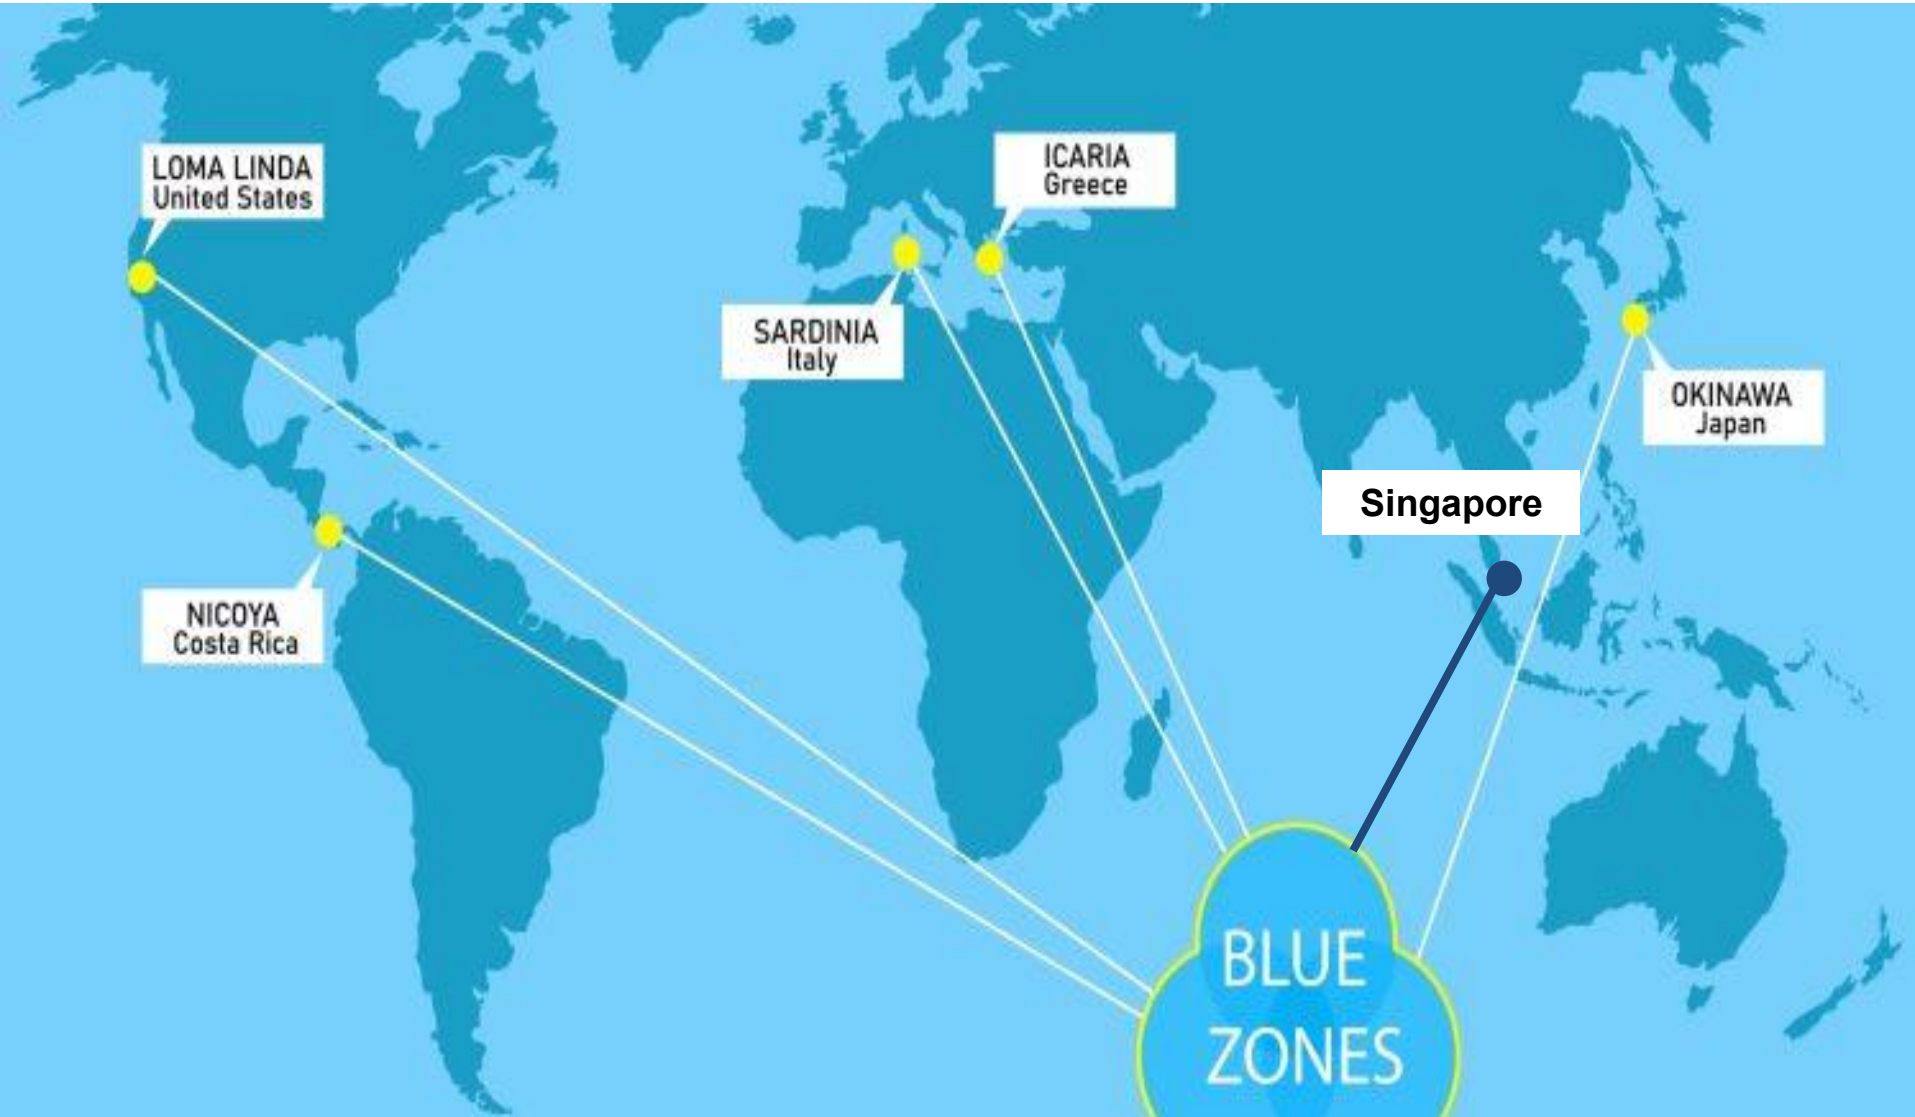 LOMA LINDA
United States
ICARIA
Greece
SARDINIA
Italy
OKINAWA
Japan
Singapore
NICOYA
Costa Rica
BLUE
ZONES